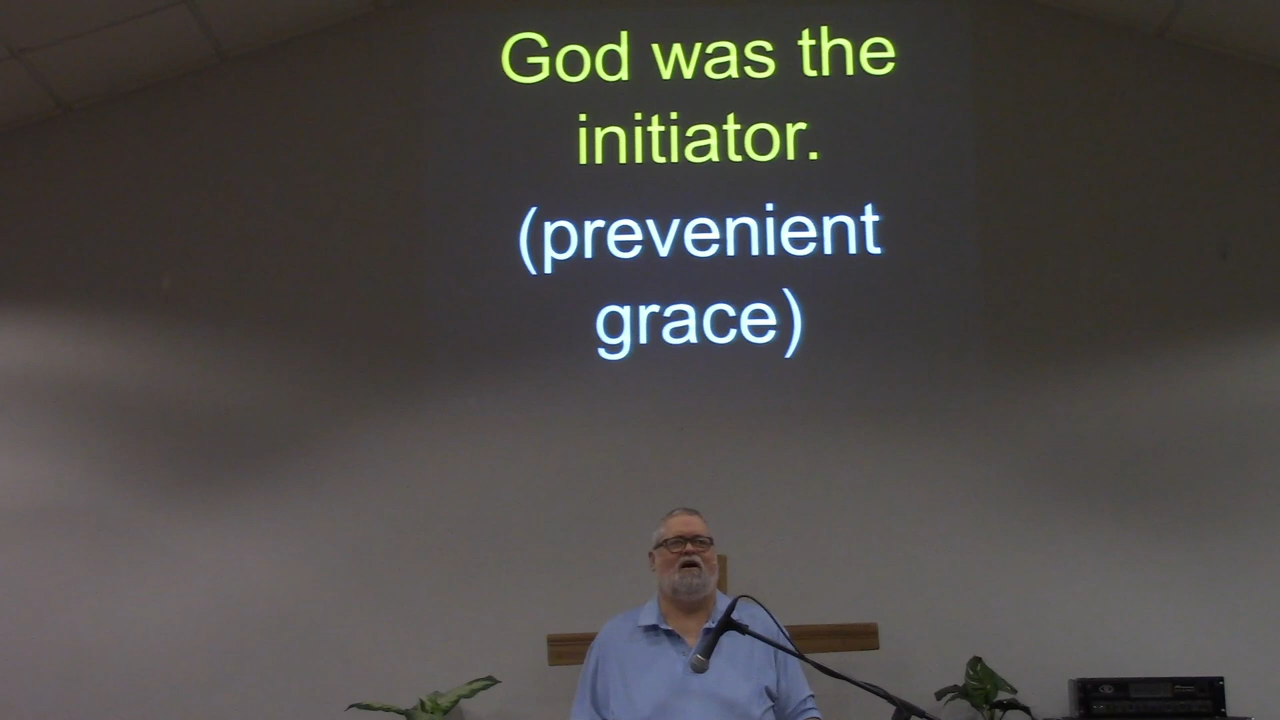 God was the
initiator.
(prevenient
grace)